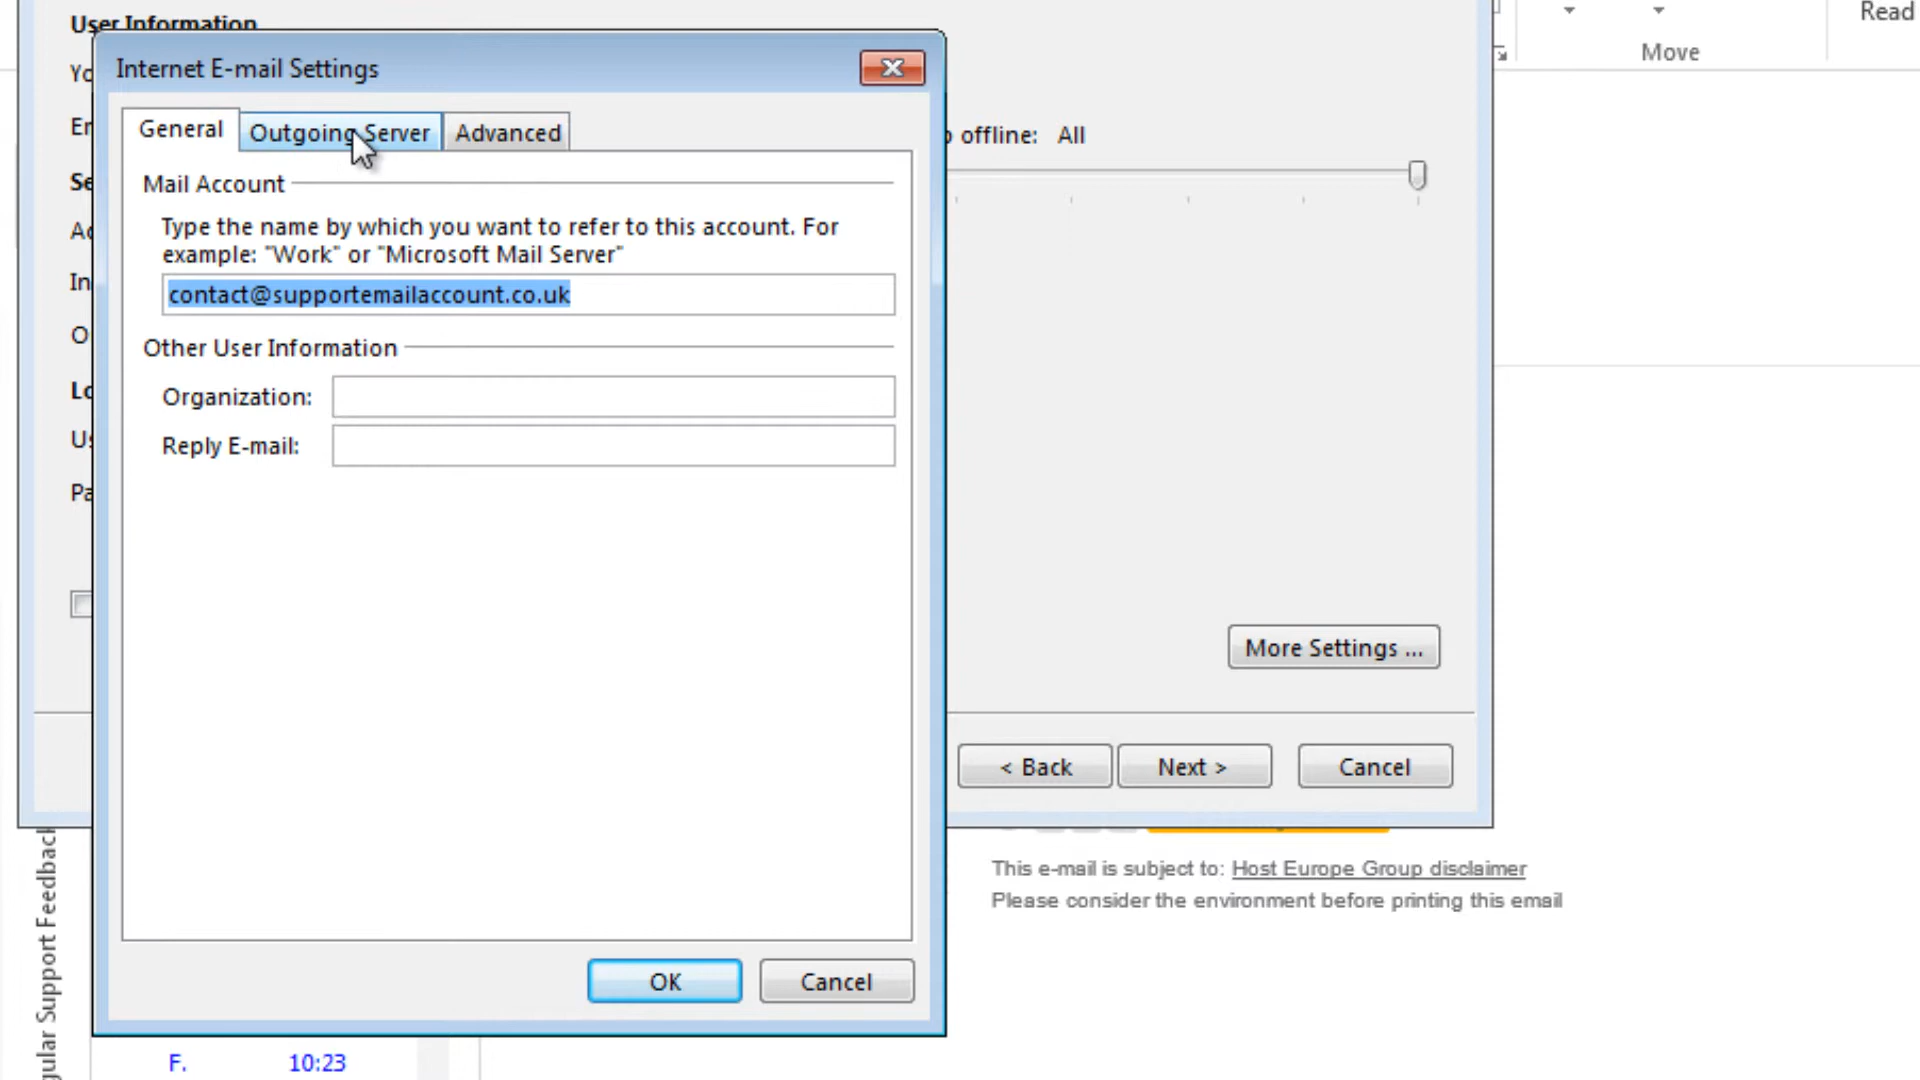 User Information
Internet E-mail Settings
General
Outgoing Server
Advanced
Mail Account
Type the name by which you want to refer to this account. For
example: "Work" or "Microsoft Mail Server"
contact@supportemailaccount.co.uk
Other User Information
Organization:
Reply E-mail:
OK
Cancel
offline: All
More Settings ...
< Back
Next >
Cancel
Read
Move
This e-mail is subject to: Host Europe Group disclaimer
Please consider the environment before printing this email
Support Feedback
F. 10:23